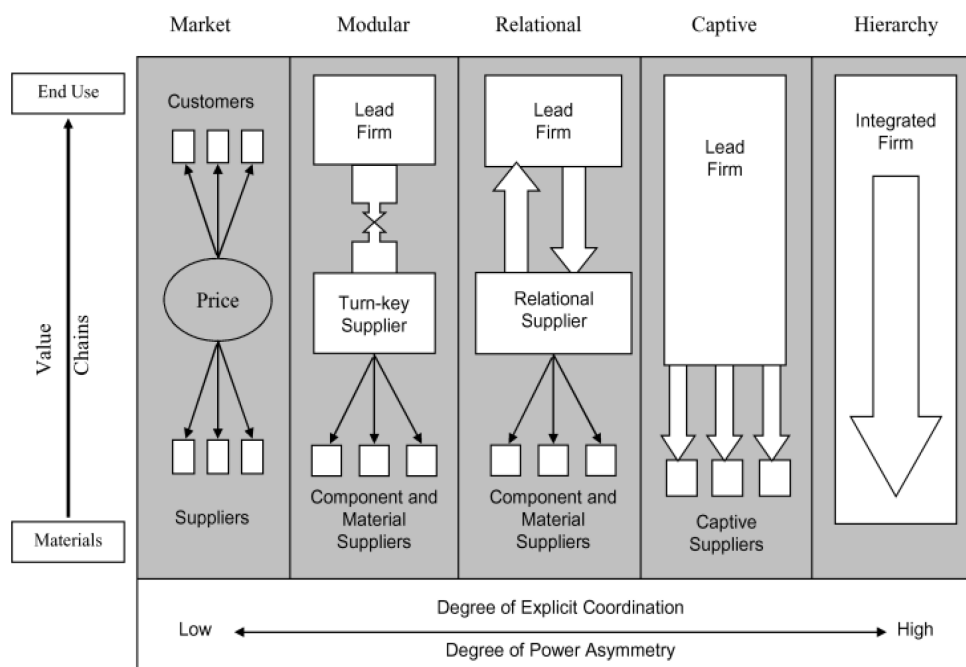 Market
Modular
Relational
Captive
Hierarchy
End Use
Value
Chains
Materials
Customers
Price
Suppliers
Lead
Firm
Turn-key
Supplier
Component and
Material
Suppliers
Lead
Firm
Relational
Supplier
Component and
Material
Suppliers
Lead
Firm
Captive
Suppliers
Integrated
Firm
Degree of Explicit Coordination
Low
High
Degree of Power Asymmetry